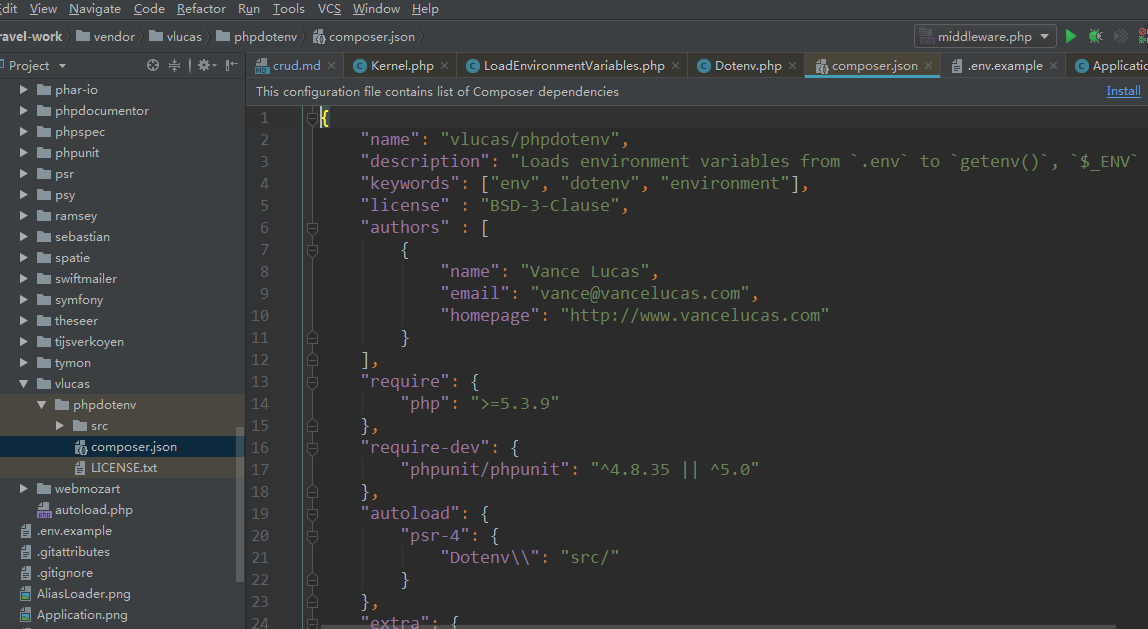 Edit View Navigate Code Refactor Run Tools VCS Window Help
ravel-work vendor vlucas phpdotenv composer.json middleware.php
Project crud.md Kernel.php LoadEnvironmentVariables.php Dotenv.php composer.json .env.example Applicatio
This configuration file contains list of Composer dependencies Install
phar-io
phpdocumentor
phpspec
phpunit
psr
psy
ramsey
sebastian
spatie
swiftmailer
symfony
theseer
tijsverkoyen
tymon
vlucas
phpdotenv
src
composer.json
LICENSE.txt
webmozart
autoload.php
.env.example
.gitattributes
.gitignore
AliasLoader.png
Application.png
1 {
2 "name": "vlucas/phpdotenv",
3 "description": "Loads environment variables from `.env` to `getenv()`, `$_ENV`
4 "keywords": ["env", "dotenv", "environment"],
5 "license" : "BSD-3-Clause",
6 "authors" : [
7 {
8 "name": "Vance Lucas",
9 "email": "vance@vancelucas.com",
10 "homepage": "http://www.vancelucas.com"
11 }
12 ],
13 "require": {
14 "php": ">=5.3.9"
15 },
16 "require-dev": {
17 "phpunit/phpunit": "^4.8.35 || ^5.0"
18 },
19 "autoload": {
20 "psr-4": {
21 "Dotenv\\": "src/"
22 }
23 },
24 "extra": {